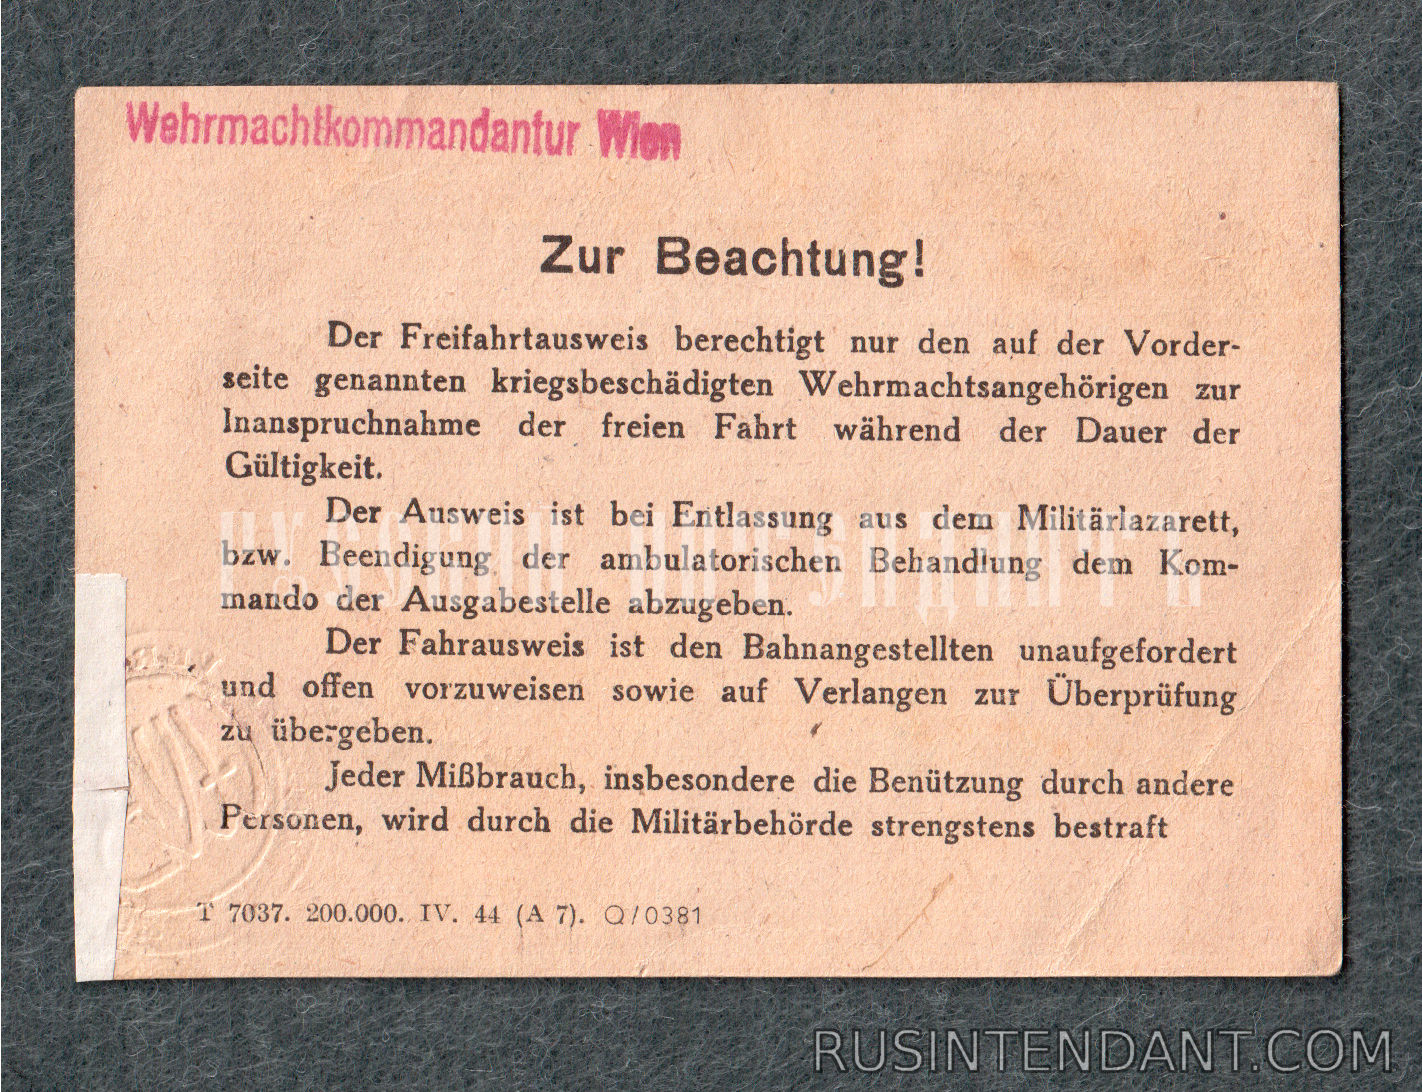 Wehrmachtkommandantur Wien
Zur Beachtung!
Der Freifahrtausweis berechtigt nur den auf der Vorder-
seite genannten kriegsbeschädigten Wehrmachtsangehörigen zur
Inanspruchnahme der freien Fahrt während der Dauer der
Gültigkeit.
Der Ausweis ist bei Entlassung aus dem Militärlazarett,
bzw. Beendigung der ambulatorischen Behandlung dem Kom-
mando der Ausgabestelle abzugeben.
Der Fahrausweis ist den Bahnangestellten unaufgefordert
und offen vorzuweisen sowie auf Verlangen zur Überprüfung
zu übergeben.
Jeder Mißbrauch, insbesondere die Benützung durch andere
Personen, wird durch die Militärbehörde strengstens bestraft
T 7037. 200.000. IV. 44 (A 7). Q/0381
RUSINTENDANT.COM